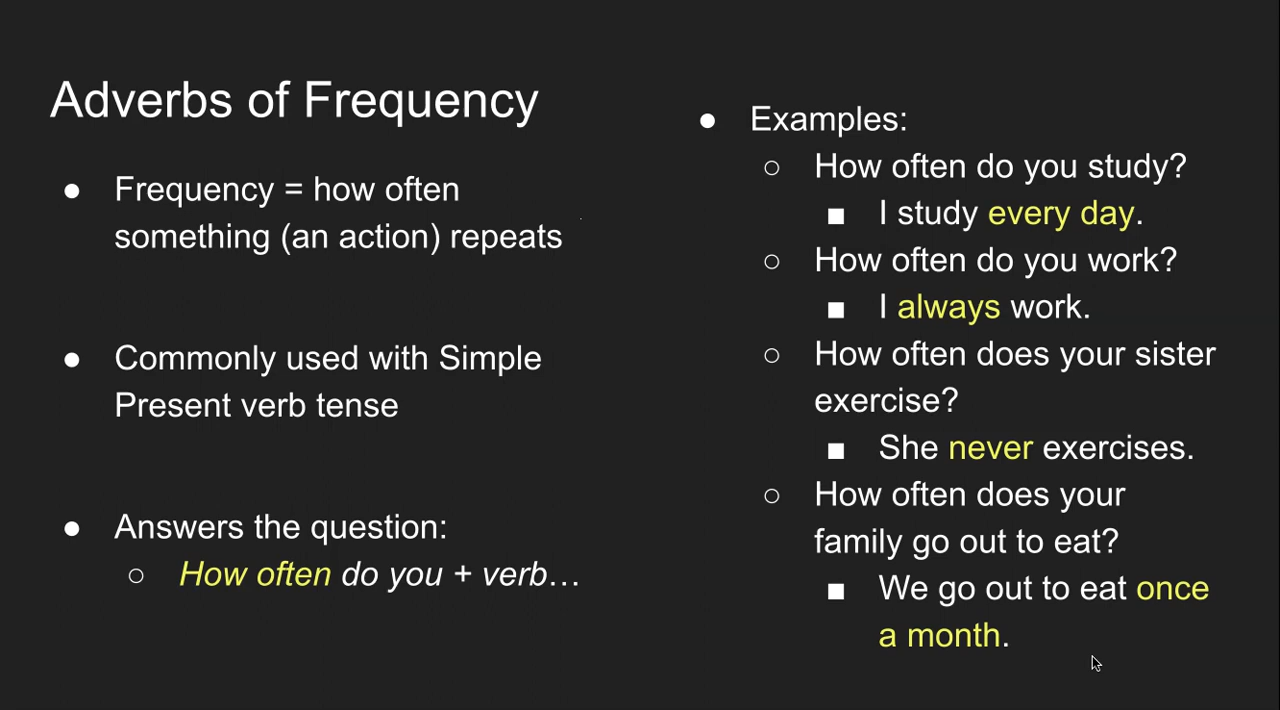 Adverbs of Frequency
● Frequency = how often
something (an action) repeats
● Commonly used with Simple
Present verb tense
● Answers the question:
○ How often do you + verb…
● Examples:
○ How often do you study?
■ I study every day.
○ How often do you work?
■ I always work.
○ How often does your sister
exercise?
■ She never exercises.
○ How often does your
family go out to eat?
■ We go out to eat once
a month.